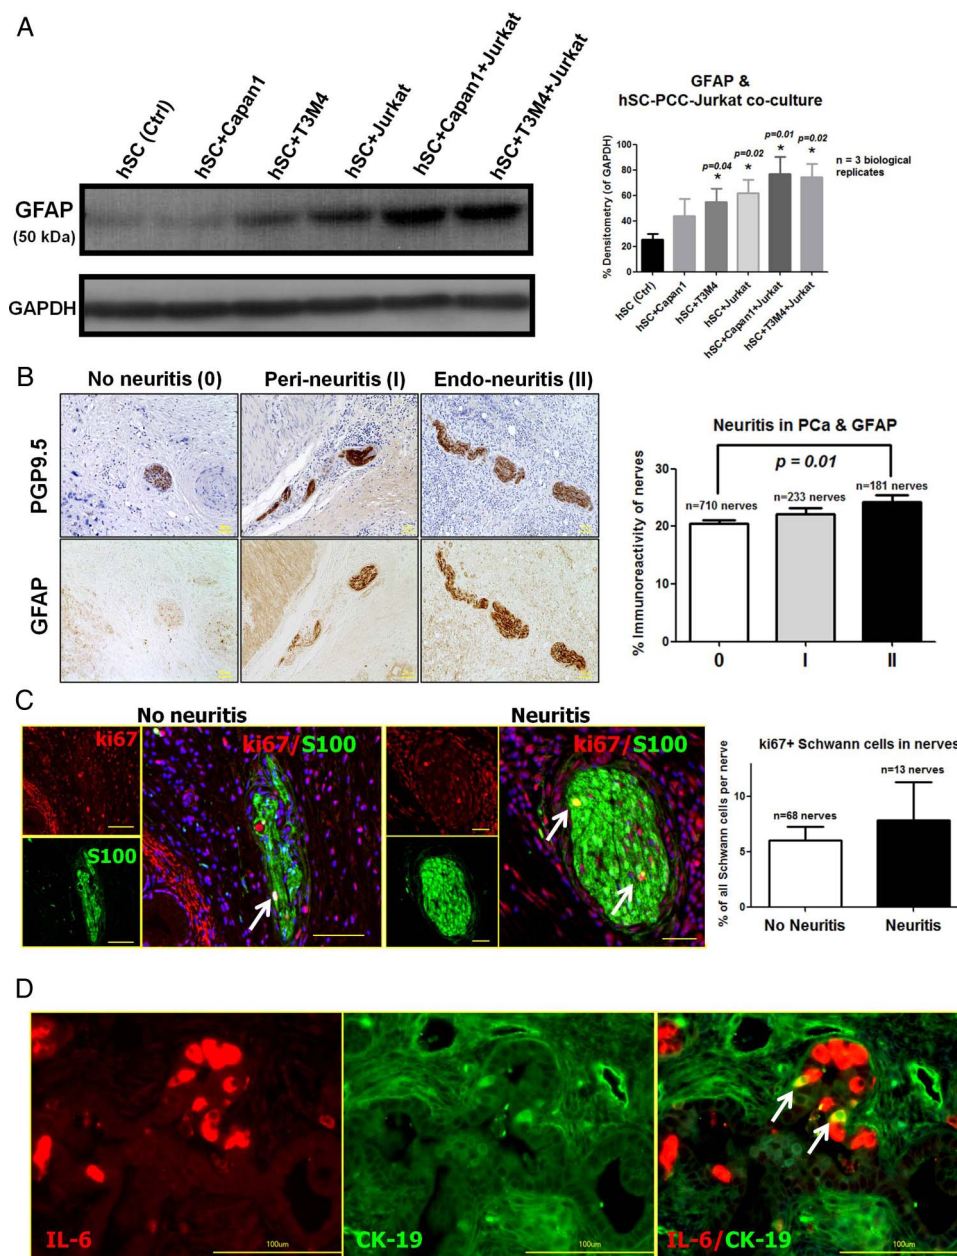 A
hSC (Ctrl)
hSC+Capan1
hSC+T3M4
hSC+Jurkat
hSC+Capan1+Jurkat
hSC+T3M4+Jurkat
GFAP
(50 kDa)
GAPDH
GFAP &
hSC-PCC-Jurkat co-culture
% Densitometry (of GAPDH)
100
80
60
40
20
0
p=0.04
*
p=0.02
*
p=0.01
*
p=0.02
*
n = 3 biological
replicates
hSC (Ctrl)
hSC+Capan1
hSC+T3M4
hSC+Jurkat
hSC+Capan1+Jurkat
hSC+T3M4+Jurkat
B
No neuritis (0)
Peri-neuritis (I)
Endo-neuritis (II)
PGP9.5
GFAP
Neuritis in PCa & GFAP
p = 0.01
% Immunoreactivity of nerves
30
20
10
0
n=710 nerves
n=233 nerves
n=181 nerves
0
I
II
C
No neuritis
Neuritis
ki67
ki67/S100
S100
ki67/S100
ki67+ Schwann cells in nerves
% of all Schwann cells per nerve
10
5
0
n=68 nerves
n=13 nerves
No Neuritis
Neuritis
D
IL-6
100um
CK-19
100um
IL-6/CK-19
100um